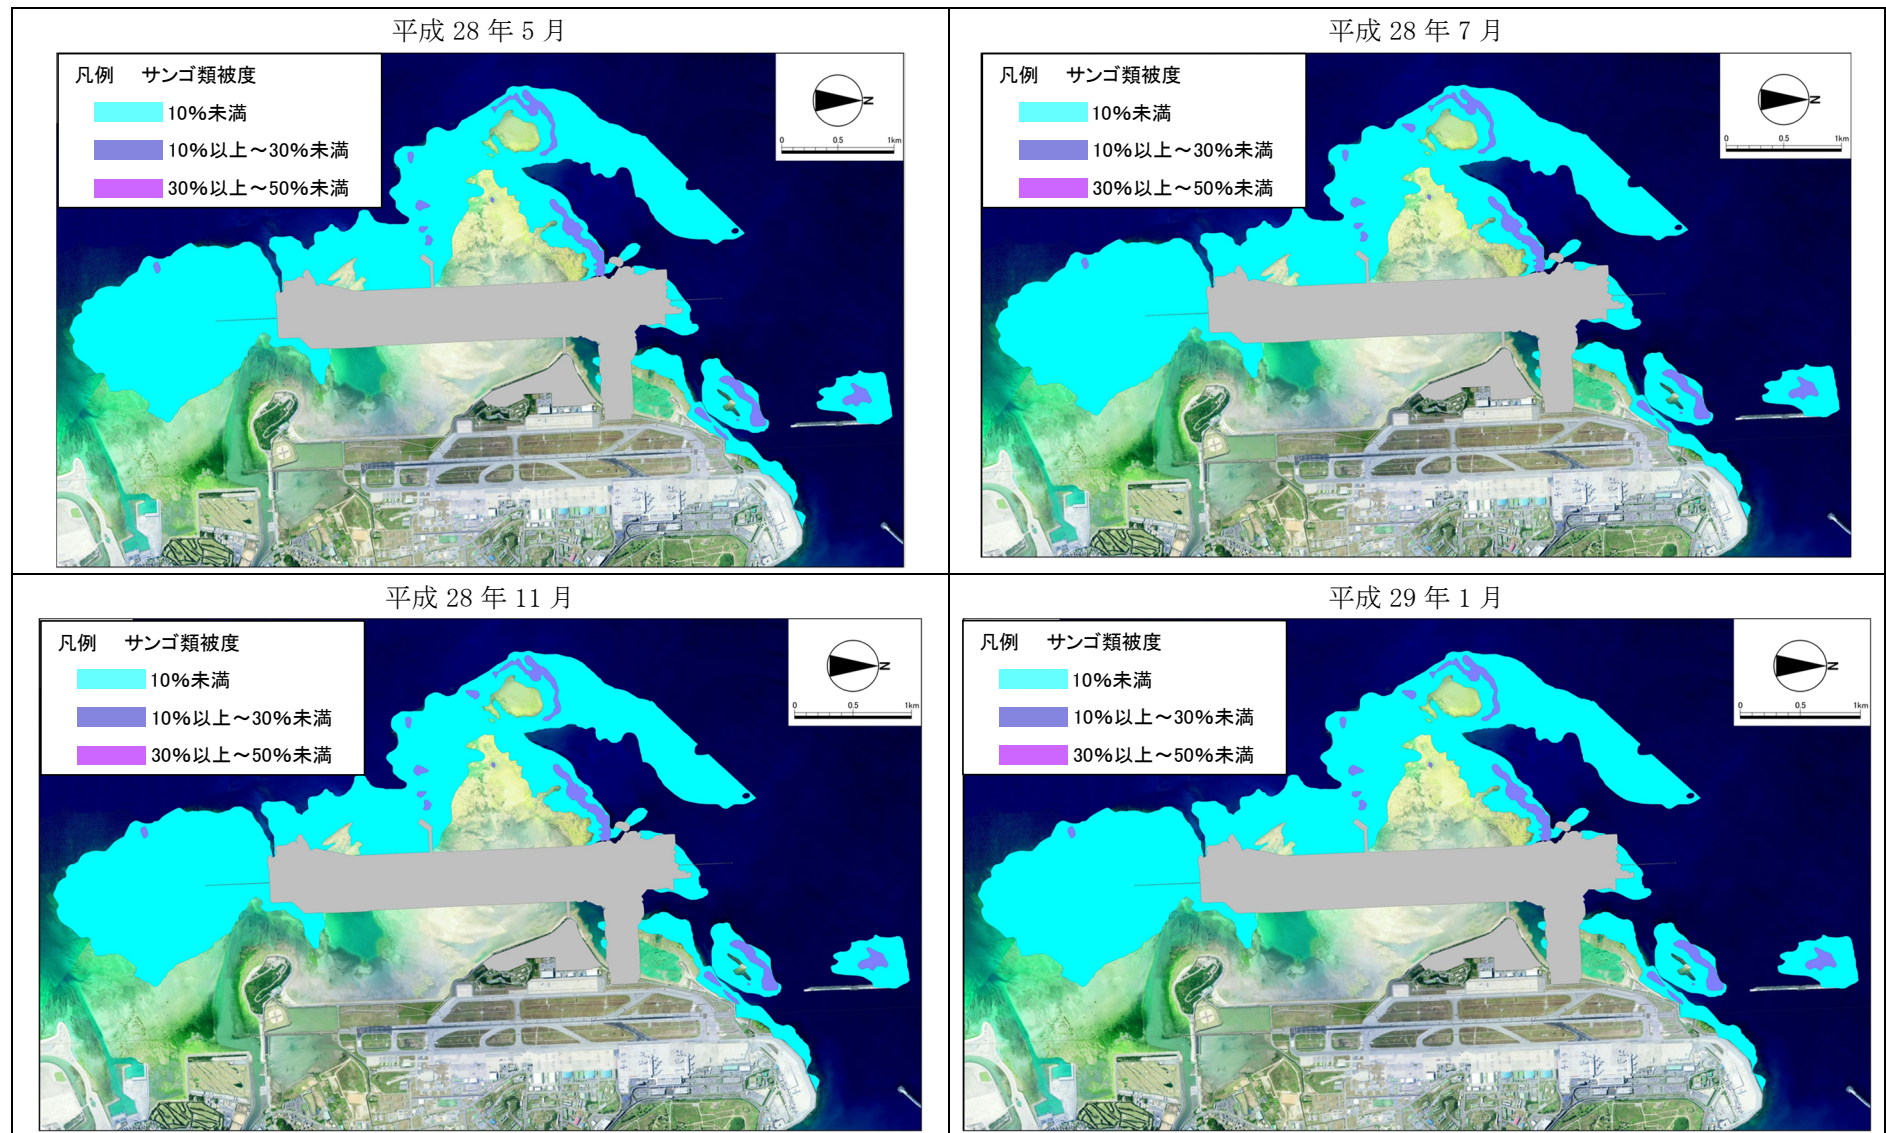 平成 28 年 5 月
凡例 サンゴ類被度
10%未満
10%以上～30%未満
30%以上～50%未満
N
0 0.5 1km
平成 28 年 7 月
凡例 サンゴ類被度
10%未満
10%以上～30%未満
30%以上～50%未満
N
0 0.5 1km
平成 28 年 11 月
凡例 サンゴ類被度
10%未満
10%以上～30%未満
30%以上～50%未満
N
0 0.5 1km
平成 29 年 1 月
凡例 サンゴ類被度
10%未満
10%以上～30%未満
30%以上～50%未満
N
0 0.5 1km